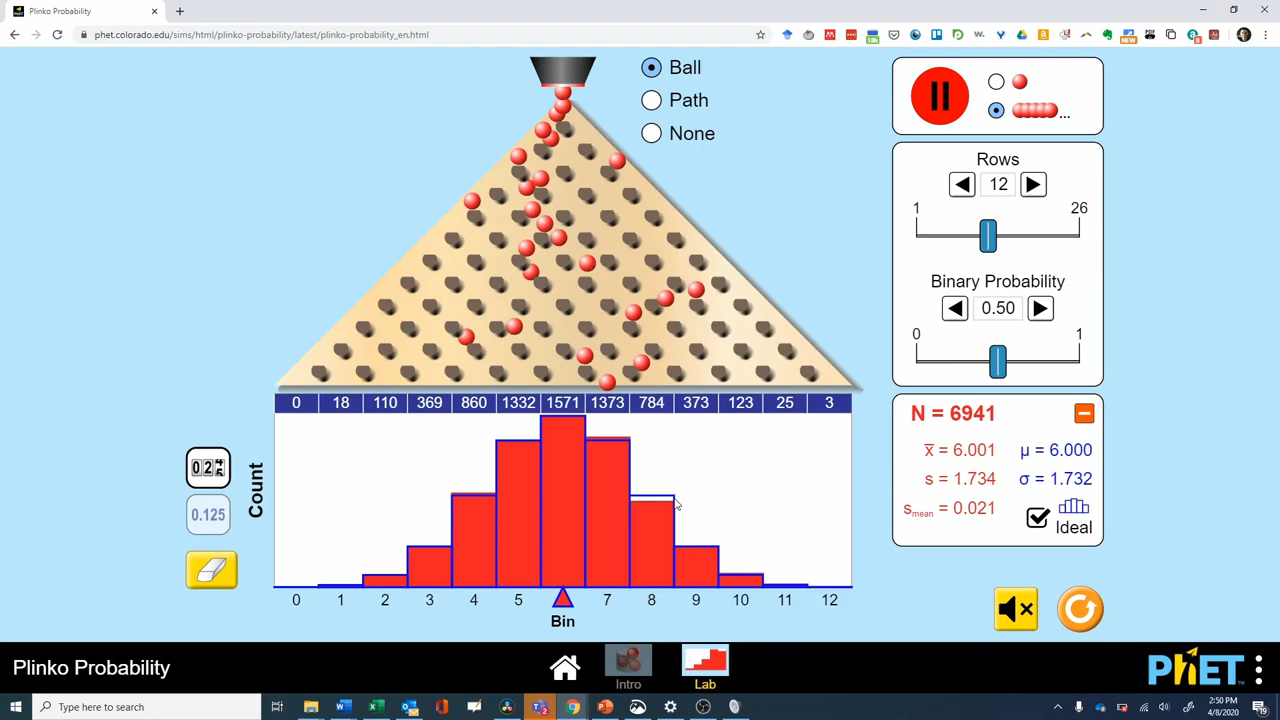 Plinko Probability
phet.colorado.edu/sims/html/plinko-probability/latest/plinko-probability_en.html
Ball
Path
None
...
Rows
12
1 26
Binary Probability
0.50
0 1
N = 6941
x̅ = 6.001 μ = 6.000
s = 1.734 σ = 1.732
smean = 0.021
Ideal
0 18 110 369 860 1332 1571 1373 784 373 123 25 3
0.125
Count
0 1 2 3 4 5 7 8 9 10 11 12
Bin
Plinko Probability
Intro
Lab
PhET
Type here to search
2:50 PM
4/8/2020